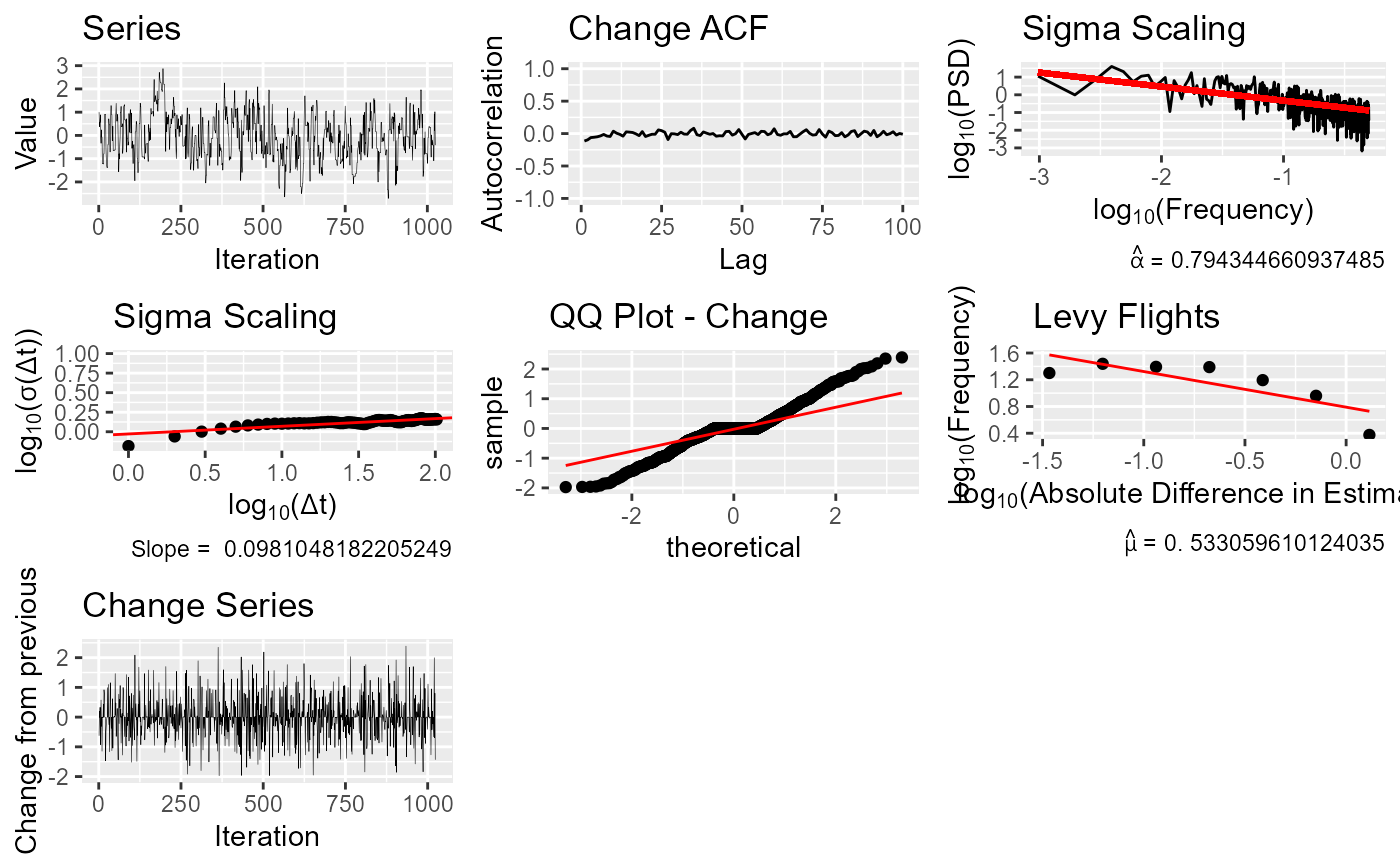 Series
Value
3
2
1
0
-1
-2
0 250 500 750 1000
Iteration
Change ACF
Autocorrelation
1.0
0.5
0.0
-0.5
-1.0
0 25 50 75 100
Lag
Sigma Scaling
log₁₀(PSD)
1
0
-1
-2
-3
-3 -2 -1
log₁₀(Frequency)
α̂ = 0.794344660937485
Sigma Scaling
log₁₀(σ(Δt))
1.00
0.75
0.50
0.25
0.00
0.0 0.5 1.0 1.5 2.0
log₁₀(Δt)
Slope = 0.0981048182205249
QQ Plot - Change
sample
2
1
0
-1
-2
-2 0 2
theoretical
Levy Flights
log₁₀(Frequency)
1.6
1.2
0.8
0.4
-1.5 -1.0 -0.5 0.0
log₁₀(Absolute Difference in Estima
μ̂ = 0. 533059610124035
Change Series
Change from previous
2
1
0
-1
-2
0 250 500 750 1000
Iteration